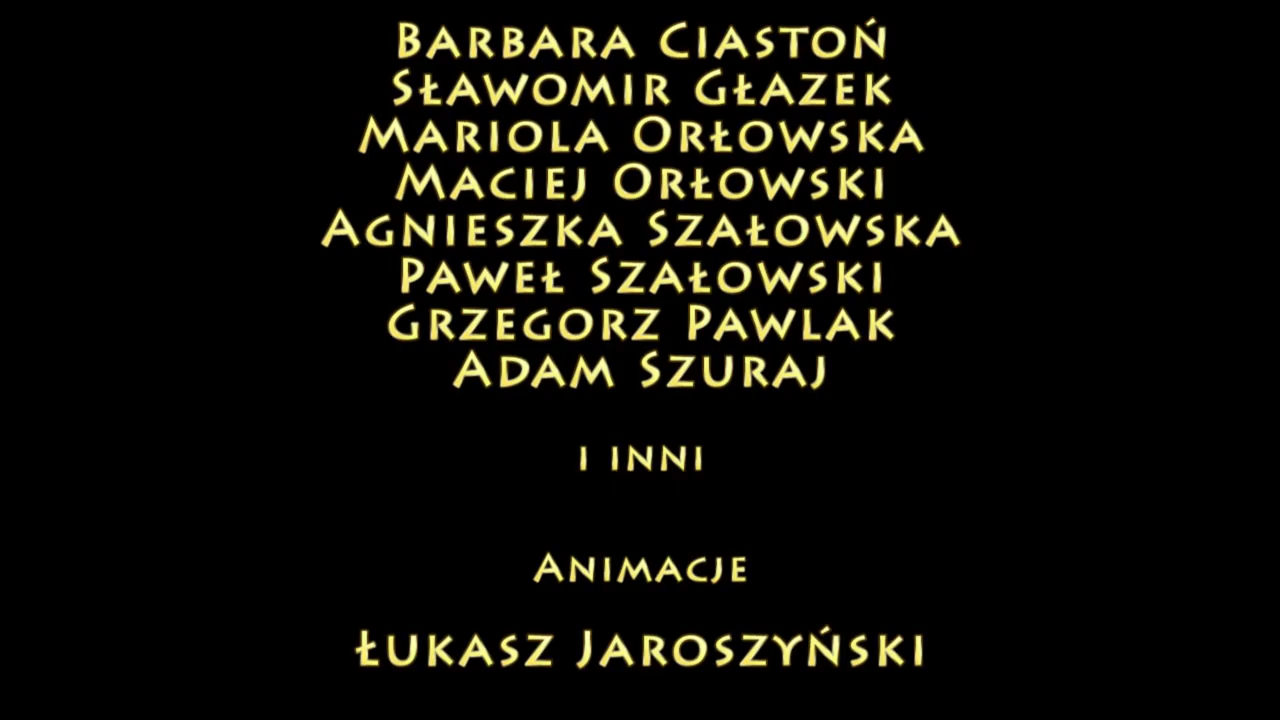 Barbara Ciastoń
Sławomir Głazek
Mariola Orłowska
Maciej Orłowski
Agnieszka Szałowska
Paweł Szałowski
Grzegorz Pawlak
Adam Szuraj
i inni
Animacje
Łukasz Jaroszyński